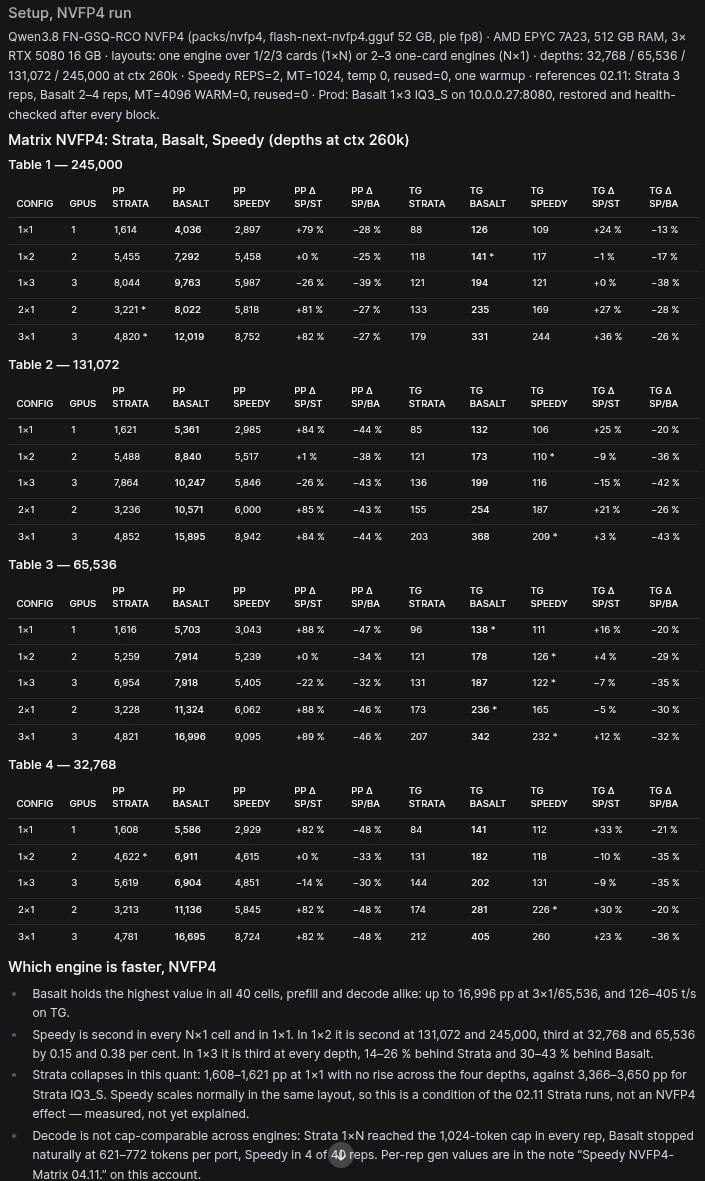 Setup, NVFP4 run
Qwen3.8 FN-GSQ-RCO NVFP4 (packs/nvfp4, flash-next-nvfp4.gguf 52 GB, ple fp8) · AMD EPYC 7A23, 512 GB RAM, 3×
RTX 5080 16 GB · layouts: one engine over 1/2/3 cards (1×N) or 2–3 one-card engines (N×1) · depths: 32,768 / 65,536 /
131,072 / 245,000 at ctx 260k · Speedy REPS=2, MT=1024, temp 0, reused=0, one warmup · references 02.11: Strata 3
reps, Basalt 2–4 reps, MT=4096 WARM=0, reused=0 · Prod: Basalt 1×3 IQ3_S on 10.0.0.27:8080, restored and health-
checked after every block.
Matrix NVFP4: Strata, Basalt, Speedy (depths at ctx 260k)
Table 1 — 245,000
CONFIG GPUS PP STRATA PP BASALT PP SPEEDY PP Δ SP/ST PP Δ SP/BA TG STRATA TG BASALT TG SPEEDY TG Δ SP/ST TG Δ SP/BA
1×1 1 1,614 4,036 2,897 +79 % −28 % 88 126 109 +24 % −13 %
1×2 2 5,455 7,292 5,458 +0 % −25 % 118 141 * 117 −1 % −17 %
1×3 3 8,044 9,763 5,987 −26 % −39 % 121 194 121 +0 % −38 %
2×1 2 3,221 * 8,022 5,818 +81 % −27 % 133 235 169 +27 % −28 %
3×1 3 4,820 * 12,019 8,752 +82 % −27 % 179 331 244 +36 % −26 %
Table 2 — 131,072
CONFIG GPUS PP STRATA PP BASALT PP SPEEDY PP Δ SP/ST PP Δ SP/BA TG STRATA TG BASALT TG SPEEDY TG Δ SP/ST TG Δ SP/BA
1×1 1 1,621 5,361 2,985 +84 % −44 % 85 132 106 +25 % −20 %
1×2 2 5,488 8,840 5,517 +1 % −38 % 121 173 110 * −9 % −36 %
1×3 3 7,864 10,247 5,846 −26 % −43 % 136 199 116 −15 % −42 %
2×1 2 3,236 10,571 6,000 +85 % −43 % 155 254 187 +21 % −26 %
3×1 3 4,852 15,895 8,942 +84 % −44 % 203 368 209 * +3 % −43 %
Table 3 — 65,536
CONFIG GPUS PP STRATA PP BASALT PP SPEEDY PP Δ SP/ST PP Δ SP/BA TG STRATA TG BASALT TG SPEEDY TG Δ SP/ST TG Δ SP/BA
1×1 1 1,616 5,703 3,043 +88 % −47 % 96 138 * 111 +16 % −20 %
1×2 2 5,259 7,914 5,239 +0 % −34 % 121 178 126 * +4 % −29 %
1×3 3 6,954 7,918 5,405 −22 % −32 % 131 187 122 * −7 % −35 %
2×1 2 3,228 11,324 6,062 +88 % −46 % 173 236 * 165 −5 % −30 %
3×1 3 4,821 16,996 9,095 +89 % −46 % 207 342 232 * +12 % −32 %
Table 4 — 32,768
CONFIG GPUS PP STRATA PP BASALT PP SPEEDY PP Δ SP/ST PP Δ SP/BA TG STRATA TG BASALT TG SPEEDY TG Δ SP/ST TG Δ SP/BA
1×1 1 1,608 5,586 2,929 +82 % −48 % 84 141 112 +33 % −21 %
1×2 2 4,622 * 6,911 4,615 +0 % −33 % 131 182 118 −10 % −35 %
1×3 3 5,619 6,904 4,851 −14 % −30 % 144 202 131 −9 % −35 %
2×1 2 3,213 11,136 5,845 +82 % −48 % 174 281 226 * +30 % −20 %
3×1 3 4,781 16,695 8,724 +82 % −48 % 212 405 260 +23 % −36 %
Which engine is faster, NVFP4
• Basalt holds the highest value in all 40 cells, prefill and decode alike: up to 16,996 pp at 3×1/65,536, and 126–405 t/s
on TG.
• Speedy is second in every N×1 cell and in 1×1. In 1×2 it is second at 131,072 and 245,000, third at 32,768 and 65,536
by 0.15 and 0.38 per cent. In 1×3 it is third at every depth, 14–26 % behind Strata and 30–43 % behind Basalt.
• Strata collapses in this quant: 1,608–1,621 pp at 1×1 with no rise across the four depths, against 3,366–3,650 pp for
Strata IQ3_S. Speedy scales normally in the same layout, so this is a condition of the 02.11 Strata runs, not an NVFP4
effect — measured, not yet explained.
• Decode is not cap-comparable across engines: Strata 1×N reached the 1,024-token cap in every rep, Basalt stopped
naturally at 621–772 tokens per port, Speedy in 4 of 40 reps. Per-rep gen values are in the note “Speedy NVFP4-
Matrix 04.11.” on this account.